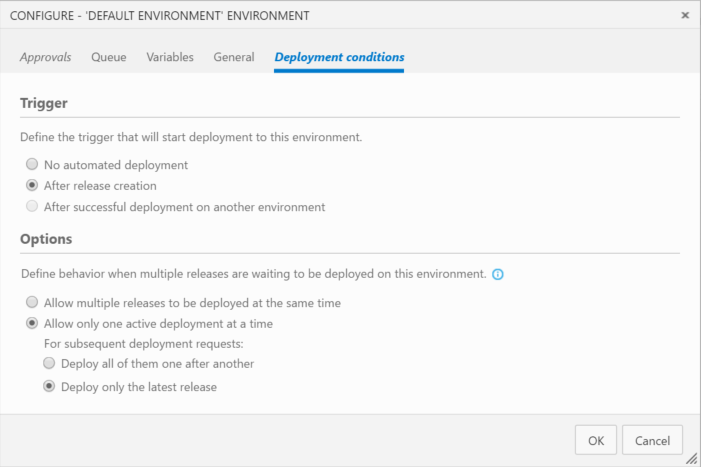 CONFIGURE - 'DEFAULT ENVIRONMENT' ENVIRONMENT
Approvals Queue Variables General Deployment conditions
Trigger
Define the trigger that will start deployment to this environment.
No automated deployment
After release creation
After successful deployment on another environment
Options
Define behavior when multiple releases are waiting to be deployed on this environment.
Allow multiple releases to be deployed at the same time
Allow only one active deployment at a time
For subsequent deployment requests:
Deploy all of them one after another
Deploy only the latest release
OK Cancel